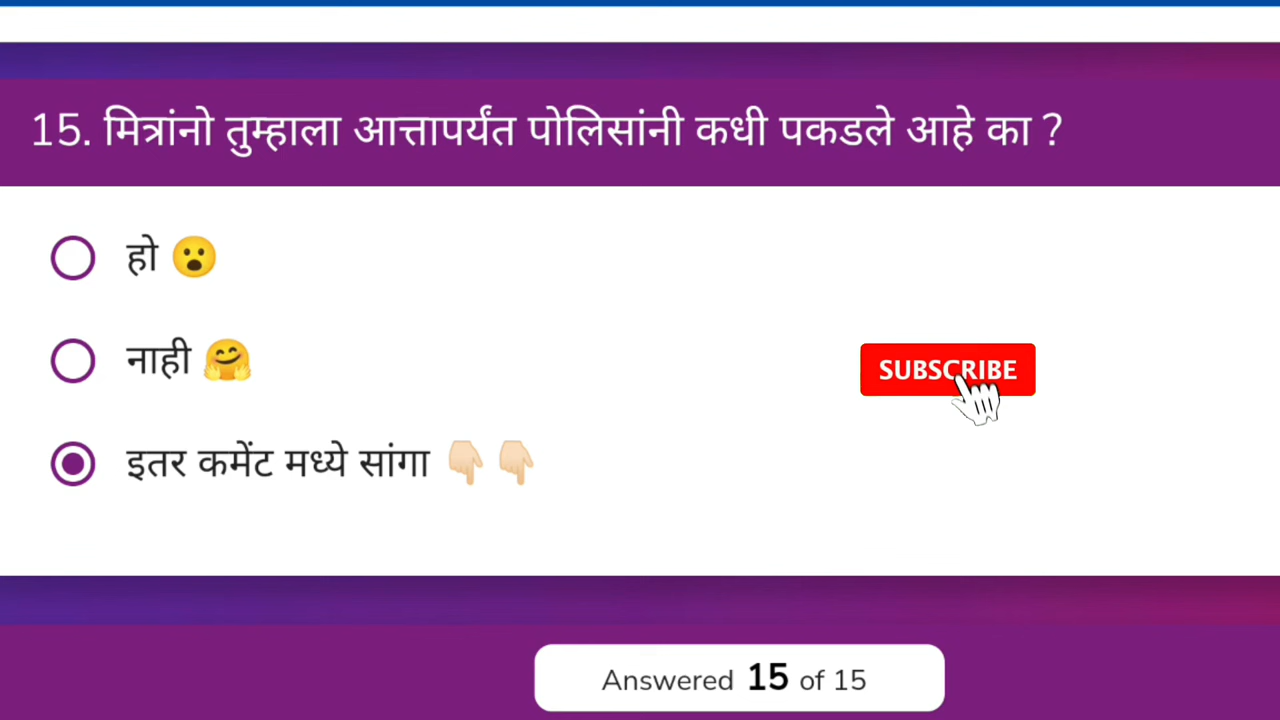 15. मित्रांनो तुम्हाला आत्तापर्यंत पोलिसांनी कधी पकडले आहे का ?
हो 😮
नाही 🤗
SUBSCRIBE
इतर कमेंट मध्ये सांगा 👇🏻 👇🏻
Answered 15 of 15